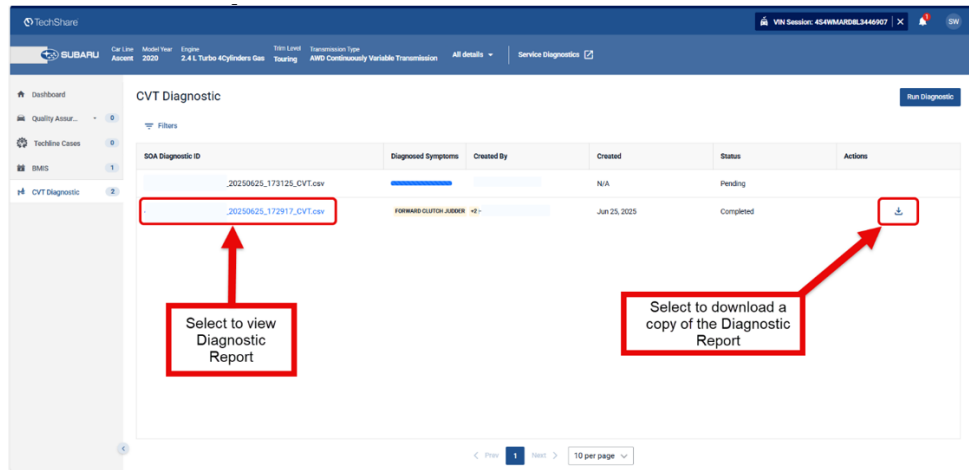 TechShare
VIN Session: 4S4WMARD8L3446907 X SW
SUBARU
Car Line Model Year Engine Trim Level Transmission Type
Ascent 2020 2.4 L Turbo 4Cylinders Gas Touring AWD Continuously Variable Transmission
All details Service Diagnostics
Dashboard
Quality Assur... 0
Techline Cases 0
BMIS 1
CVT Diagnostic 2
CVT Diagnostic
Run Diagnostic
Filters
SOA Diagnostic ID Diagnosed Symptoms Created By Created Status Actions
_20250625_173125_CVT.csv N/A Pending
_20250625_172917_CVT.csv FORWARD CLUTCH JUDDER +2 Jun 25, 2025 Completed
Select to view
Diagnostic
Report
Select to download a
copy of the Diagnostic
Report
Prev 1 Next 10 per page